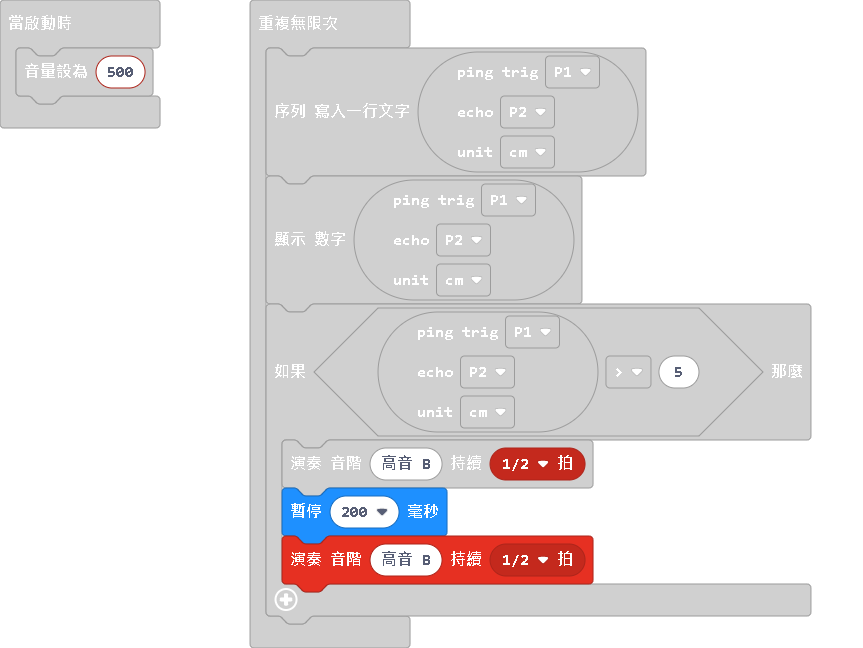 當啟動時
音量設為 500
重複無限次
序列 寫入一行文字 ping trig P1
echo P2
unit cm
顯示 數字 ping trig P1
echo P2
unit cm
如果 ping trig P1
echo P2
unit cm
> 5 那麼
演奏 音階 高音 B 持續 1/2 拍
暫停 200 毫秒
演奏 音階 高音 B 持續 1/2 拍